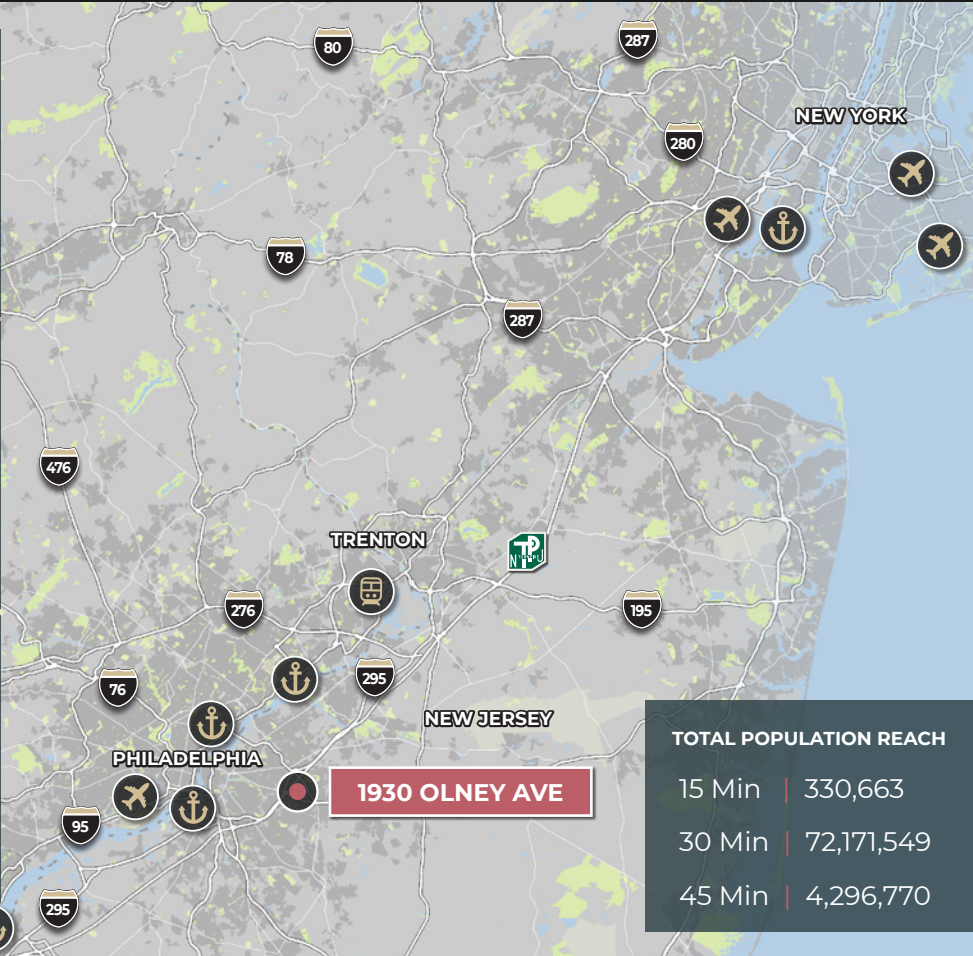 80
287
NEW YORK
280
78
287
476
TRENTON
276
195
76
295
NEW JERSEY
PHILADELPHIA
1930 OLNEY AVE
95
295
TOTAL POPULATION REACH
15 Min | 330,663
30 Min | 72,171,549
45 Min | 4,296,770